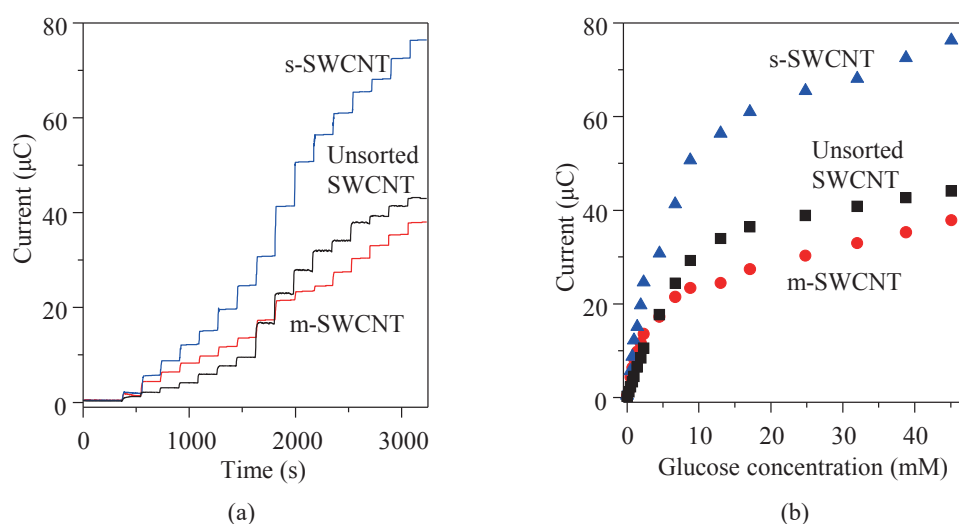 80
60
40
20
0
Current (μC)
s-SWCNT
Unsorted
SWCNT
m-SWCNT
0
1000
2000
3000
Time (s)
(a)
80
60
40
20
0
Current (μC)
s-SWCNT
Unsorted
SWCNT
m-SWCNT
0
10
20
30
40
Glucose concentration (mM)
(b)